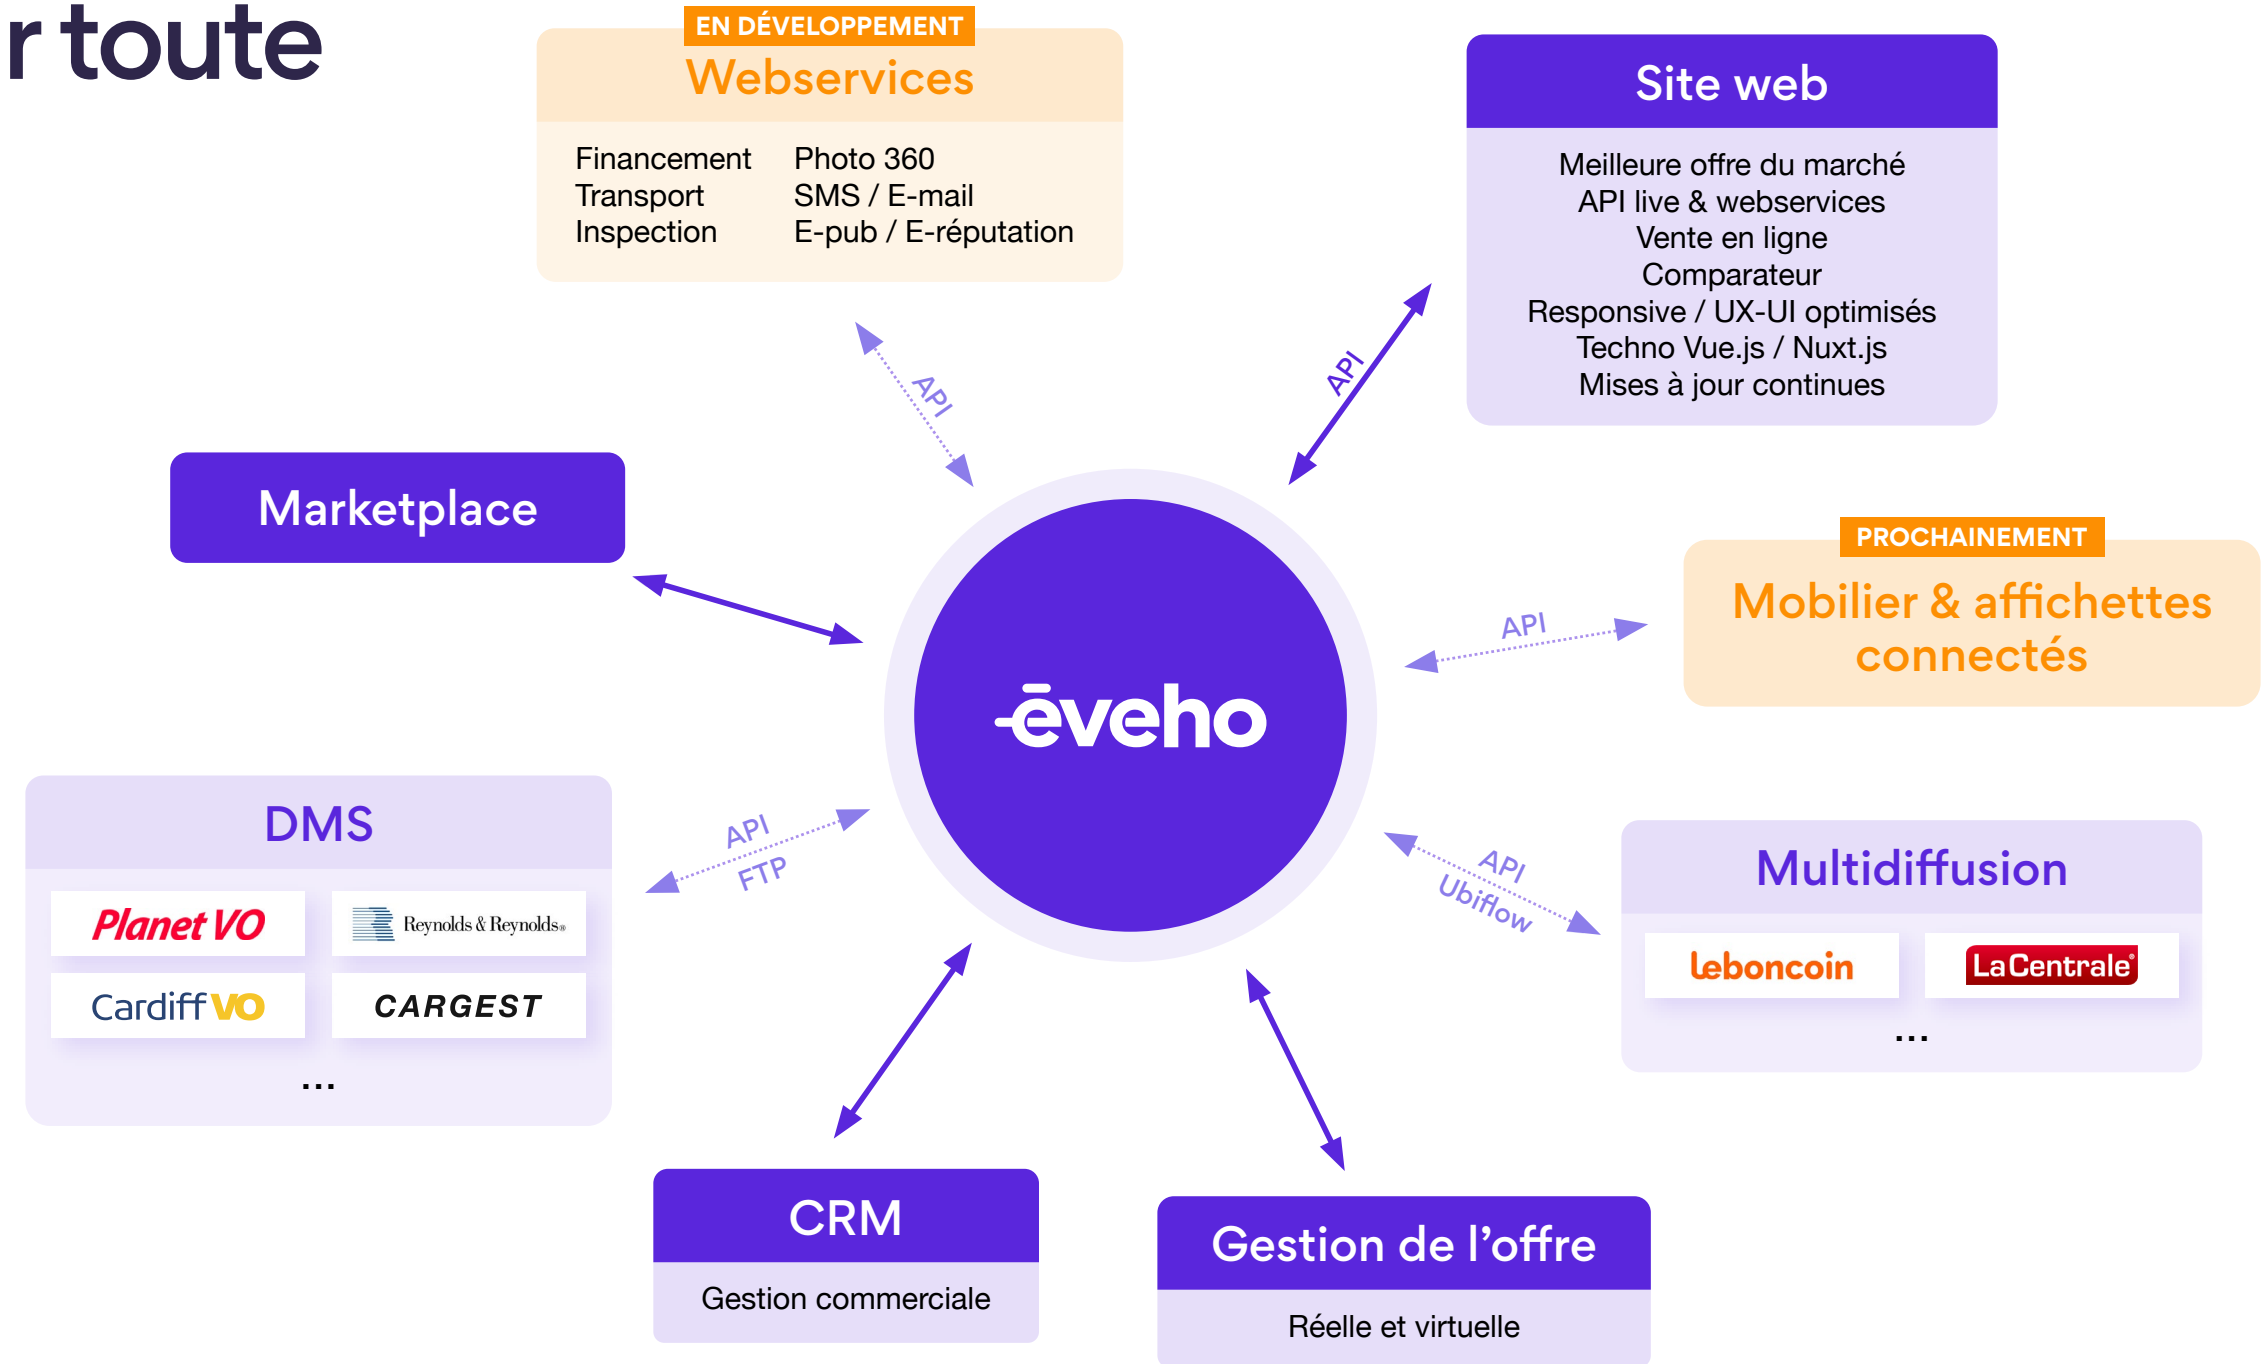 r toute
EN DÉVELOPPEMENT
Webservices
Financement
Transport
Inspection
Photo 360
SMS / E-mail
E-pub / E-réputation
Site web
Meilleure offre du marché
API live & webservices
Vente en ligne
Comparateur
Responsive / UX-UI optimisés
Techno Vue.js / Nuxt.js
Mises à jour continues
API
API
Marketplace
PROCHAINEMENT
Mobilier & affichettes
connectés
API
ēveho
DMS
Planet VO
Reynolds & Reynolds®
Cardiff VO
CARGEST
...
API
FTP
API
Ubiflow
Multidiffusion
leboncoin
La Centrale®
...
CRM
Gestion commerciale
Gestion de l’offre
Réelle et virtuelle